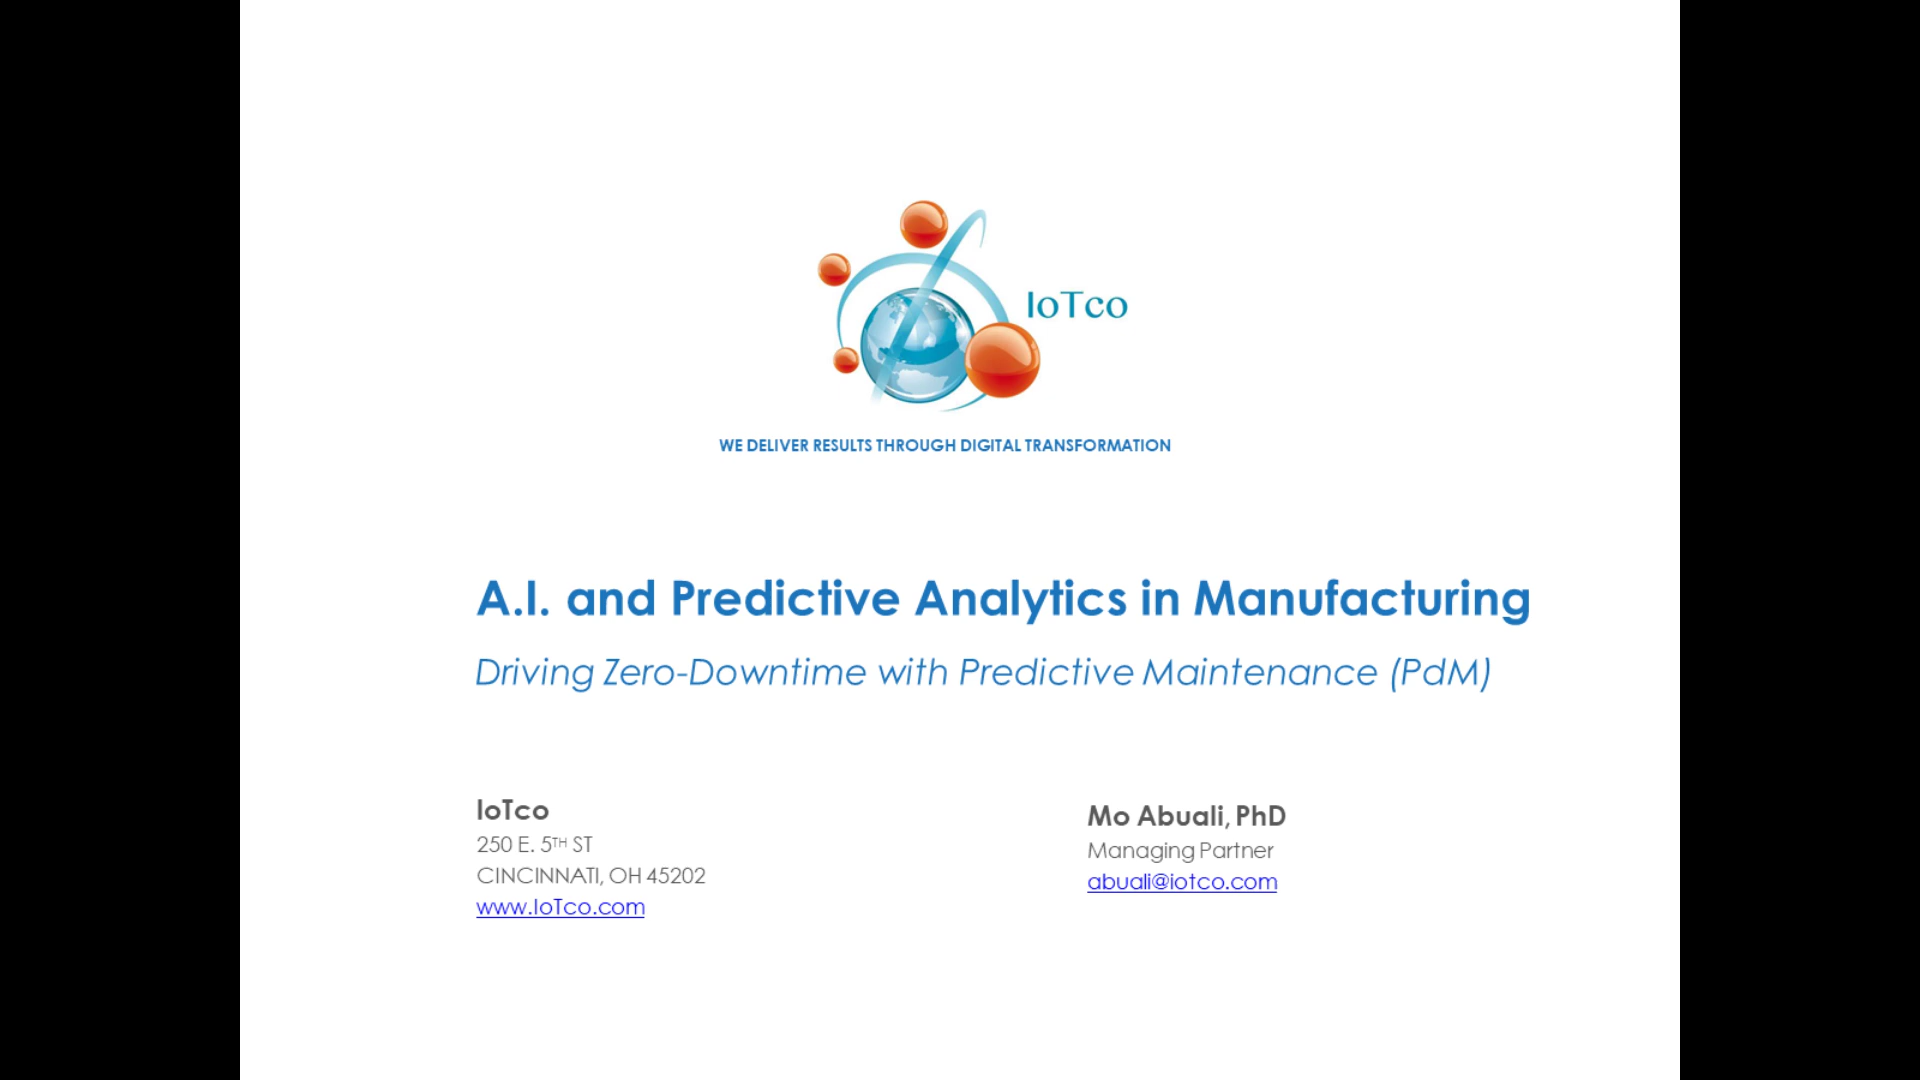 IoTco
WE DELIVER RESULTS THROUGH DIGITAL TRANSFORMATION
A.I. and Predictive Analytics in Manufacturing
Driving Zero-Downtime with Predictive Maintenance (PdM)
IoTco
250 E. 5TH ST
CINCINNATI, OH 45202
www.IoTco.com
Mo Abuali, PhD
Managing Partner
abuali@iotco.com